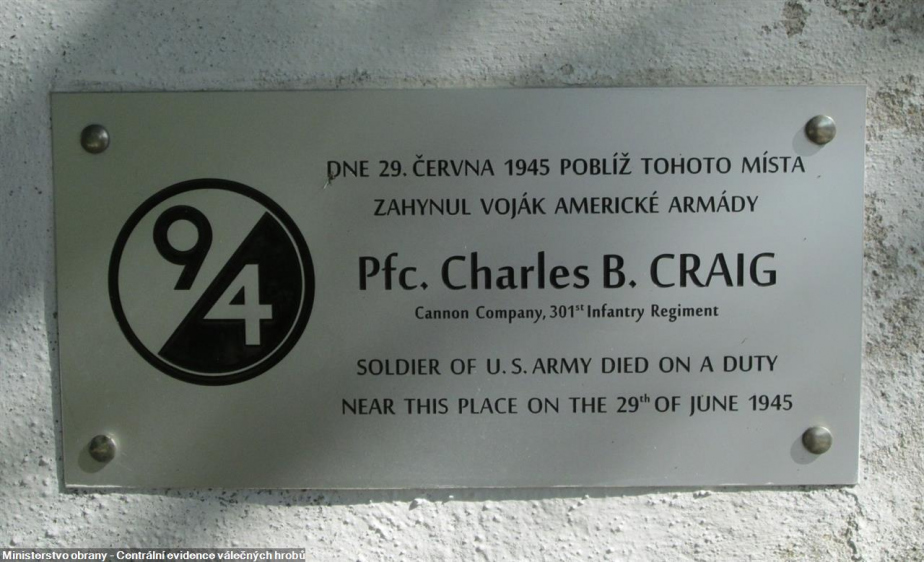 9/4
DNE 29. ČERVNA 1945 POBLÍŽ TOHOTO MÍSTA
ZAHYNUL VOJÁK AMERICKÉ ARMÁDY
Pfc. Charles B. CRAIG
Cannon Company, 301st Infantry Regiment
SOLDIER OF U. S. ARMY DIED ON A DUTY
NEAR THIS PLACE ON THE 29th OF JUNE 1945
Ministerstvo obrany - Centrální evidence válečných hrobů